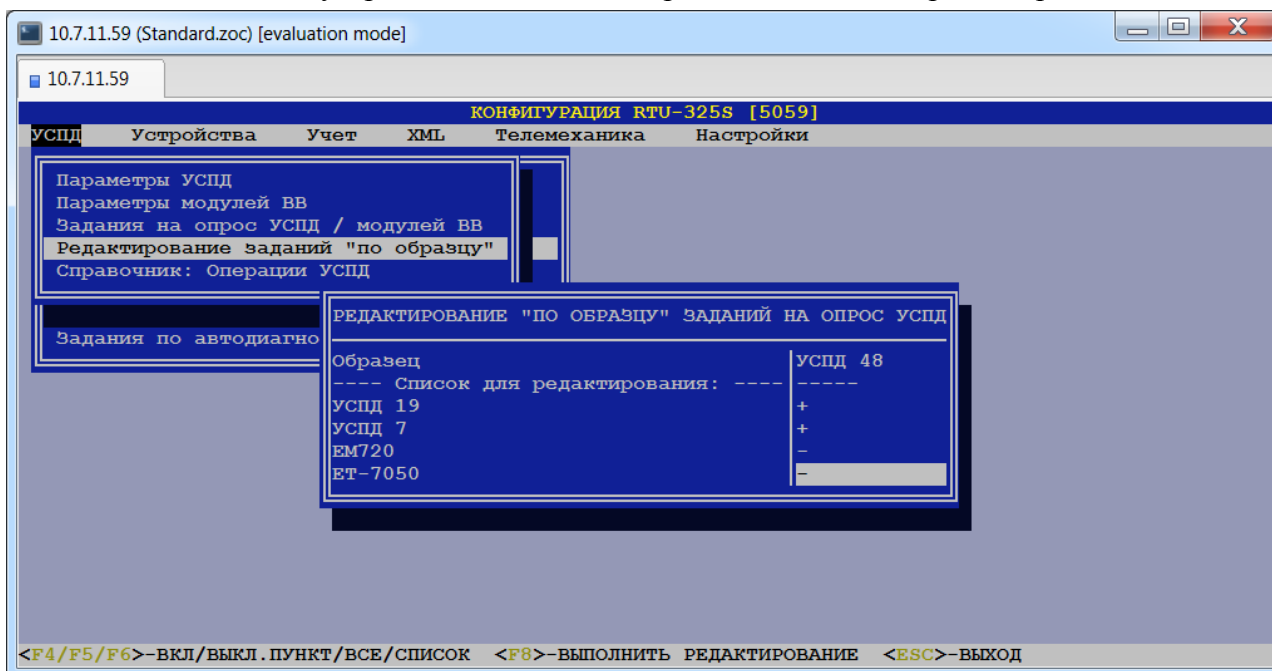 10.7.11.59 (Standard.zoc) [evaluation mode]
10.7.11.59
КОНФИГУРАЦИЯ RTU-325S [5059]
УСПД Устройства Учет XML Телемеханика Настройки
Параметры УСПД
Параметры модулей ВВ
Задания на опрос УСПД / модулей ВВ
Редактирование заданий "по образцу"
Справочник: Операции УСПД
Задания по автодиагно
РЕДАКТИРОВАНИЕ "ПО ОБРАЗЦУ" ЗАДАНИЙ НА ОПРОС УСПД
Образец УСПД 48
---- Список для редактирования: ---- -----
УСПД 19 +
УСПД 7 +
EM720 -
ET-7050 -
<F4/F5/F6>-ВКЛ/ВЫКЛ.ПУНКТ/ВСЕ/СПИСОК <F8>-ВЫПОЛНИТЬ РЕДАКТИРОВАНИЕ <ESC>-ВЫХОД